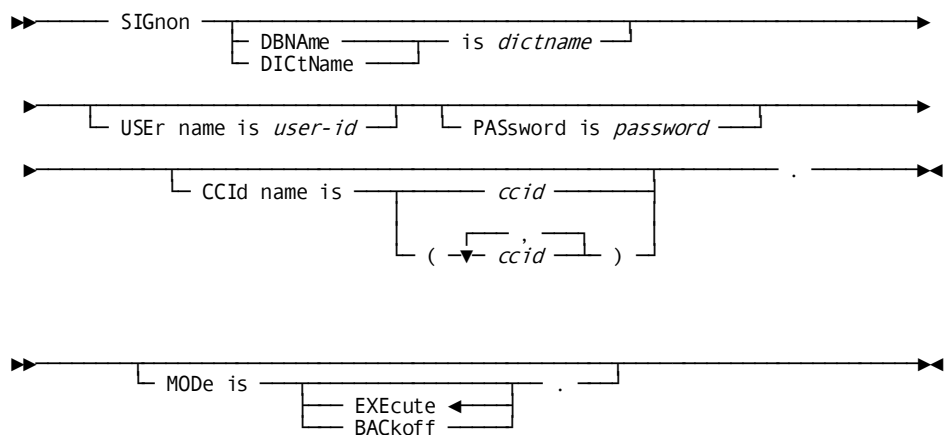 SIGnon
DBNAme is dictname
DICtName
USEr name is user-id PASsword is password
.
CCId name is ccid
,
( ccid )
MODe is .
EXEcute
BACkoff